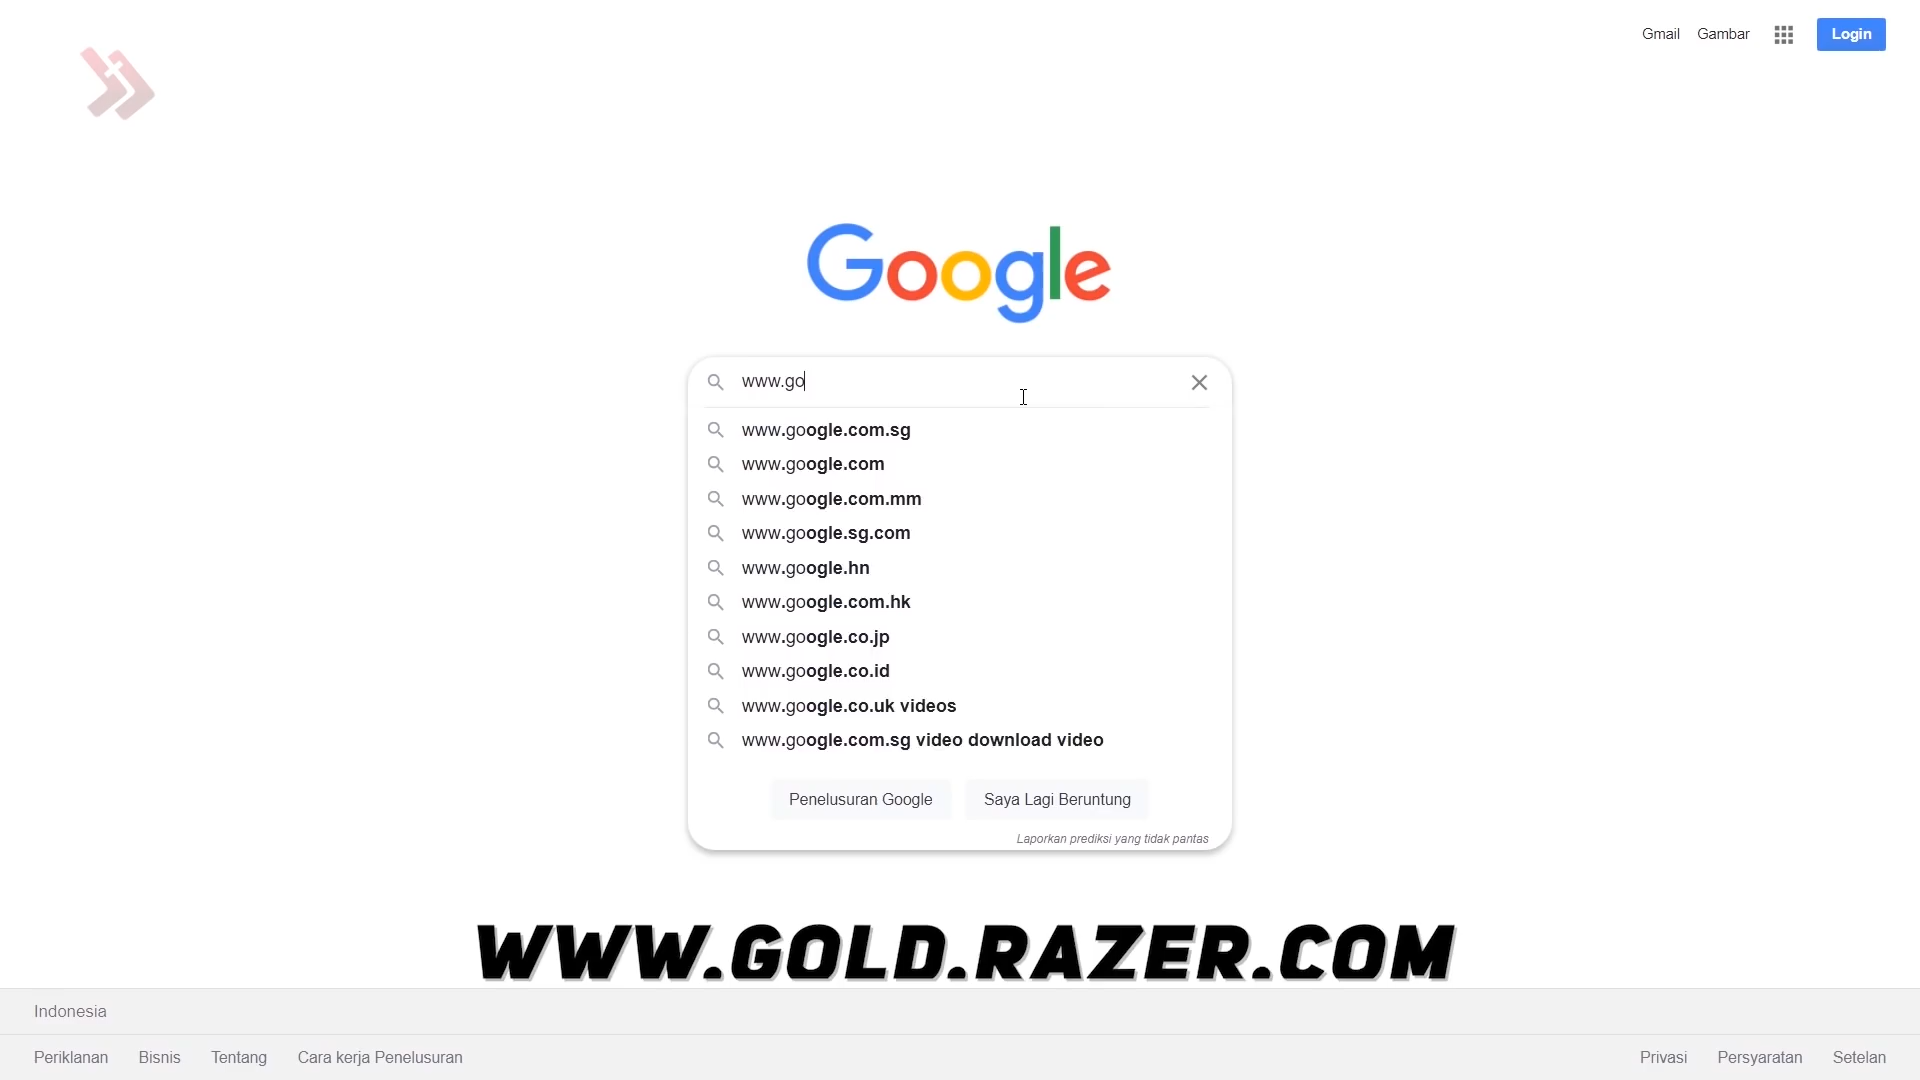 Gmail Gambar Login
Google
www.go
www.google.com.sg
www.google.com
www.google.com.mm
www.google.sg.com
www.google.hn
www.google.com.hk
www.google.co.jp
www.google.co.id
www.google.co.uk videos
www.google.com.sg video download video
Penelusuran Google Saya Lagi Beruntung
Laporkan prediksi yang tidak pantas
WWW.GOLD.RAZER.COM
Indonesia
Periklanan Bisnis Tentang Cara kerja Penelusuran Privasi Persyaratan Setelan